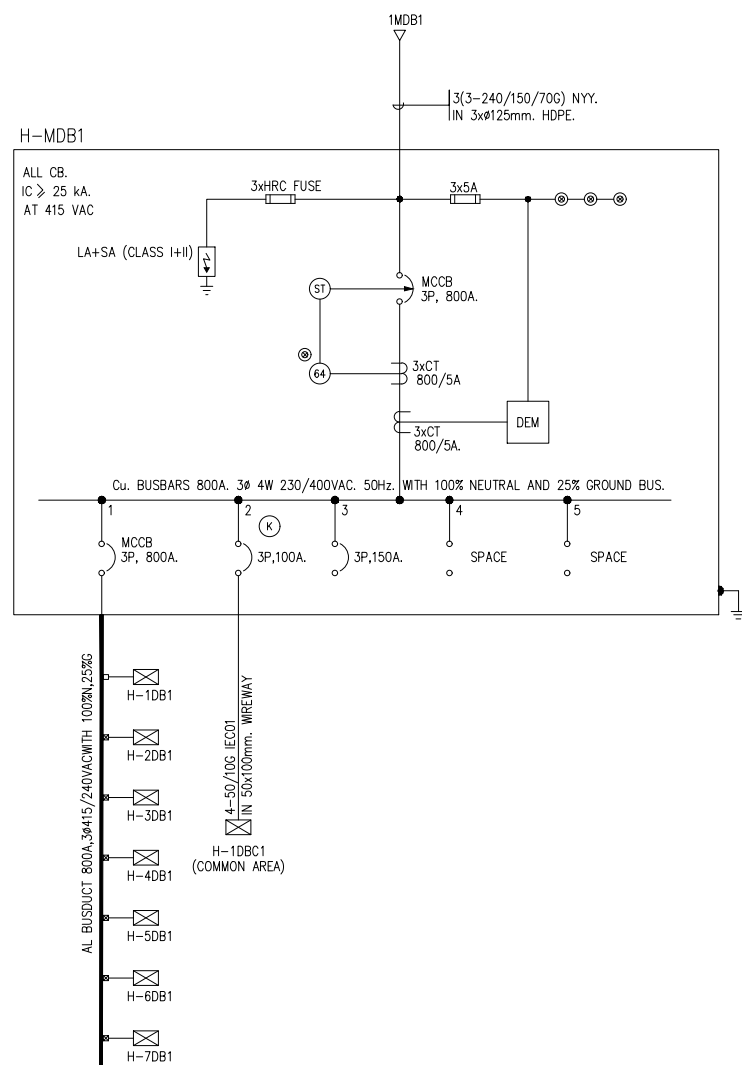 1MDB1
3(3-240/150/70G) NYY.
IN 3xø125mm. HDPE.
H-MDB1
ALL CB.
IC ≥ 25 kA.
AT 415 VAC
3xHRC FUSE
3x5A
LA+SA (CLASS I+II)
ST
MCCB
3P, 800A.
64
3xCT
800/5A
3xCT
800/5A.
DEM
Cu. BUSBARS 800A. 3ø 4W 230/400VAC. 50Hz. WITH 100% NEUTRAL AND 25% GROUND BUS.
1
2
3
4
5
K
MCCB
3P, 800A.
3P,100A.
3P,150A.
SPACE
SPACE
AL BUSDUCT 800A,3ø415/240VACWITH 100%N,25%G
H-1DB1
H-2DB1
H-3DB1
H-4DB1
H-5DB1
H-6DB1
H-7DB1
4-50/10G IEC01
IN 50x100mm. WIREWAY
H-1DBC1
(COMMON AREA)